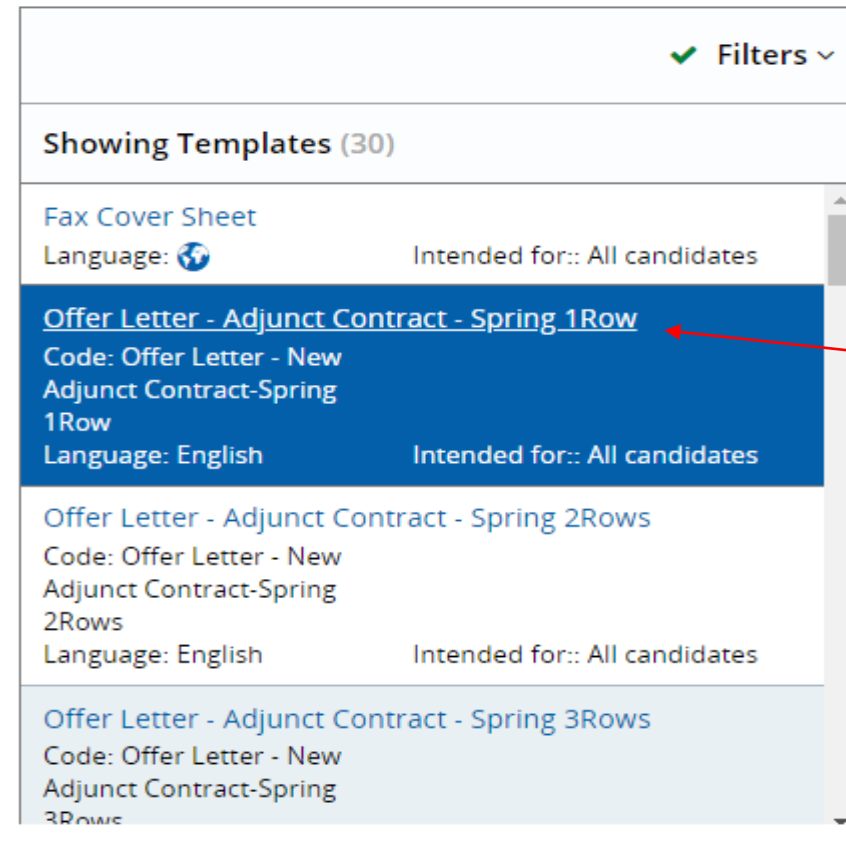 Filters
Showing Templates (30)
Fax Cover Sheet
Language: Intended for:: All candidates
Offer Letter - Adjunct Contract - Spring 1Row
Code: Offer Letter - New
Adjunct Contract-Spring
1Row
Language: English Intended for:: All candidates
Offer Letter - Adjunct Contract - Spring 2Rows
Code: Offer Letter - New
Adjunct Contract-Spring
2Rows
Language: English Intended for:: All candidates
Offer Letter - Adjunct Contract - Spring 3Rows
Code: Offer Letter - New
Adjunct Contract-Spring
3Rows